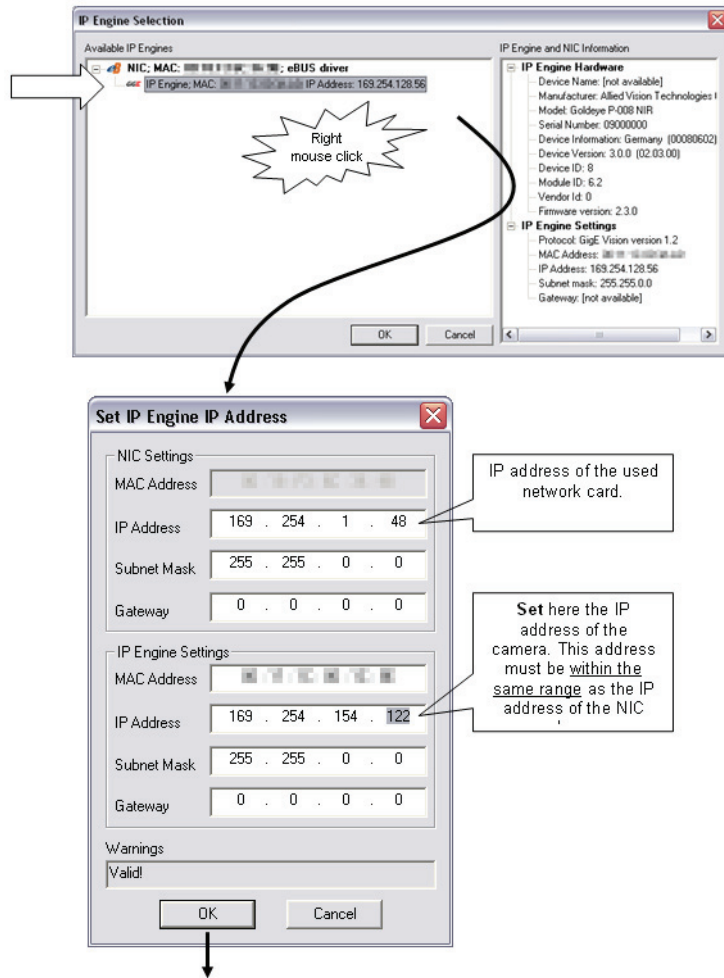 IP Engine Selection
Available IP Engines
NIC; MAC: ; eBUS driver
IP Engine; MAC: IP Address: 169.254.128.56
Right
mouse click
IP Engine and NIC Information
IP Engine Hardware
Device Name: [not available]
Manufacturer: Allied Vision Technologies
Model: Goldeye P-008 NIR
Serial Number: 09000000
Device Information: Germany (00080602)
Device Version: 3.0.0 (02.03.00)
Device ID: 8
Module ID: 6.2
Vendor Id: 0
Firmware version: 2.3.0
IP Engine Settings
Protocol: GigE Vision version 1.2
MAC Address:
IP Address: 169.254.128.56
Subnet mask: 255.255.0.0
Gateway: [not available]
OK Cancel
Set IP Engine IP Address
NIC Settings
MAC Address
IP Address 169 . 254 . 1 . 48
Subnet Mask 255 . 255 . 0 . 0
Gateway 0 . 0 . 0 . 0
IP address of the used
network card.
IP Engine Settings
MAC Address
IP Address 169 . 254 . 154 . 122
Subnet Mask 255 . 255 . 0 . 0
Gateway 0 . 0 . 0 . 0
Set here the IP
address of the
camera. This address
must be within the
same range as the IP
address of the NIC
Warnings
Valid!
OK Cancel